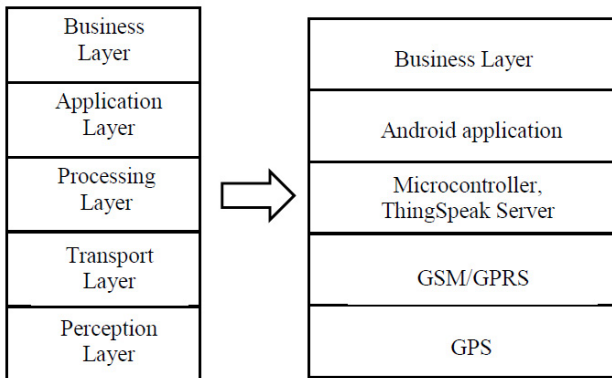 Business
Layer
Application
Layer
Processing
Layer
Transport
Layer
Perception
Layer
Business Layer
Android application
Microcontroller,
ThingSpeak Server
GSM/GPRS
GPS